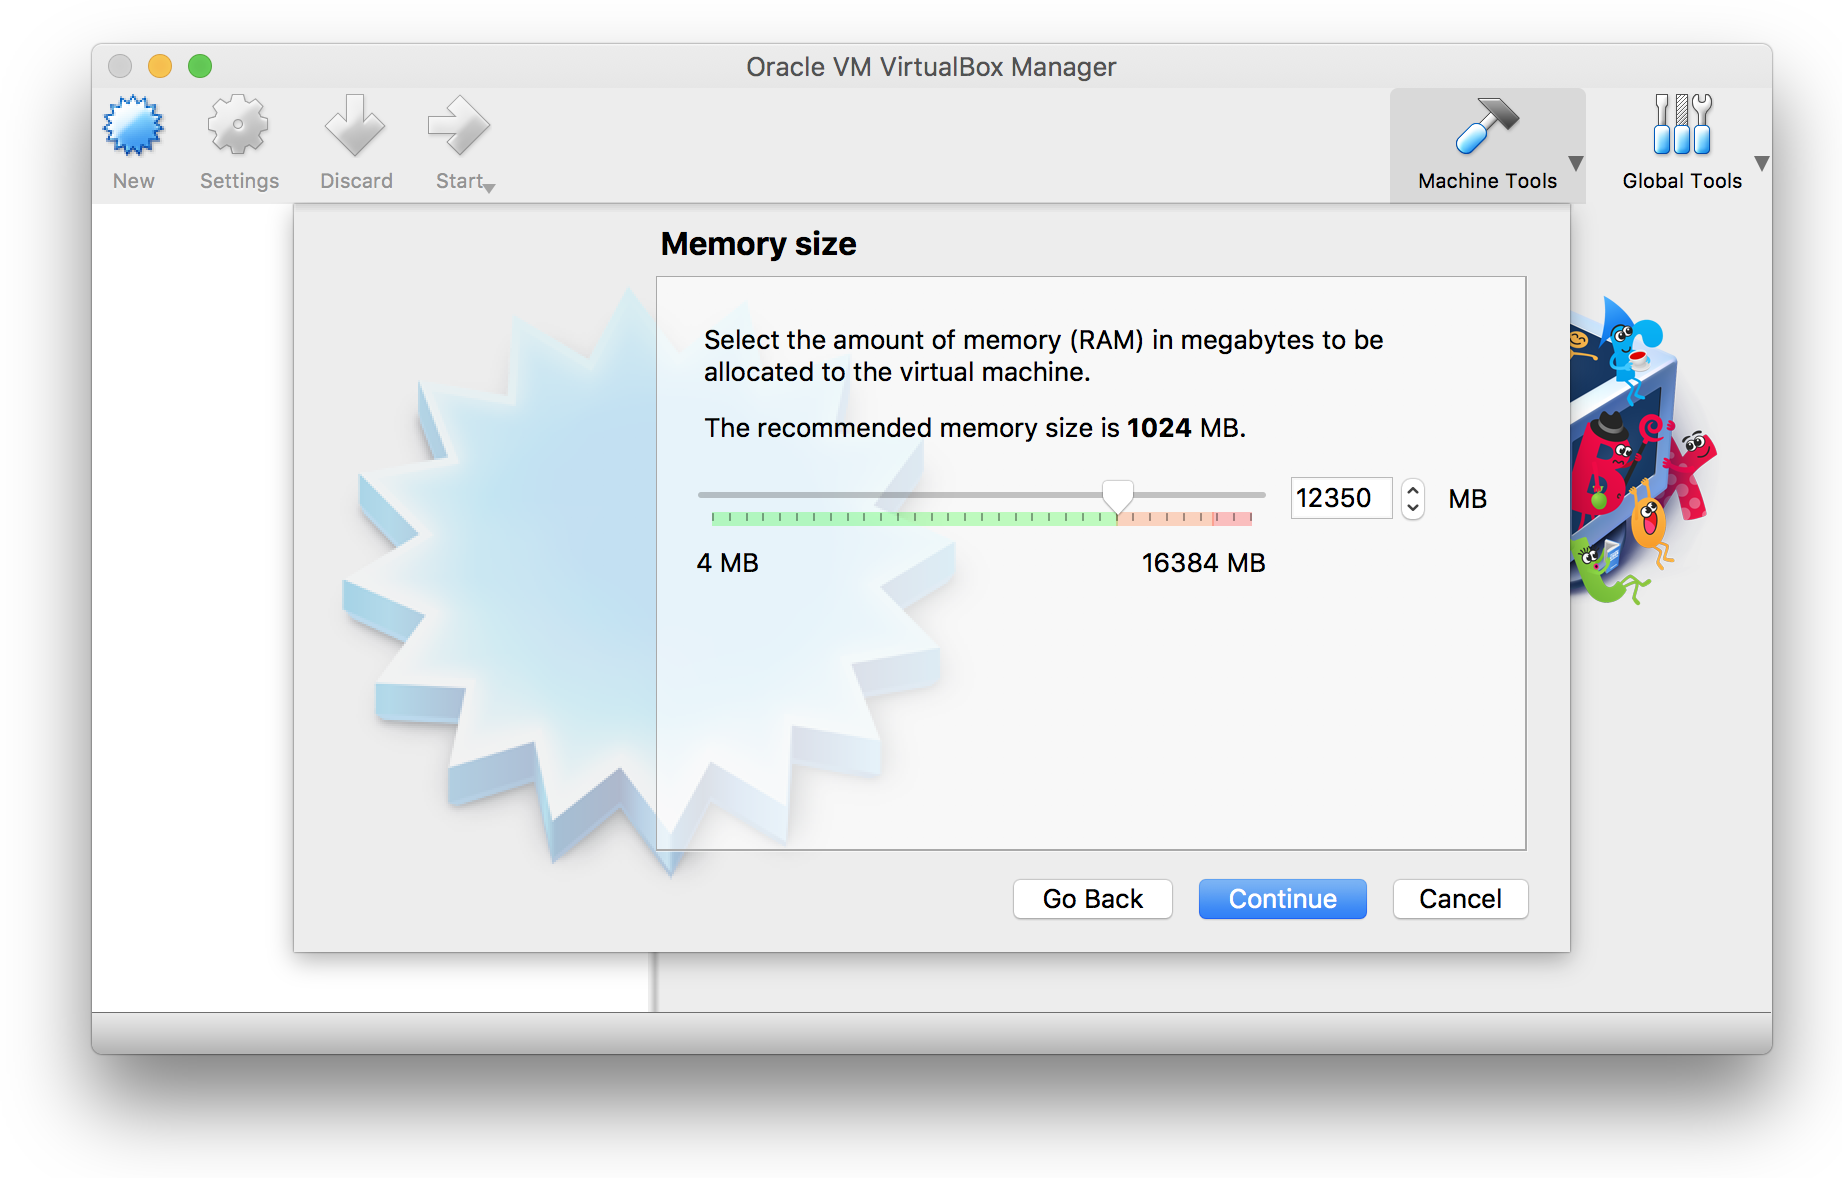 Oracle VM VirtualBox Manager
New
Settings
Discard
Start
Machine Tools
Global Tools
Memory size
Select the amount of memory (RAM) in megabytes to be
allocated to the virtual machine.
The recommended memory size is 1024 MB.
12350 MB
4 MB
16384 MB
Go Back
Continue
Cancel